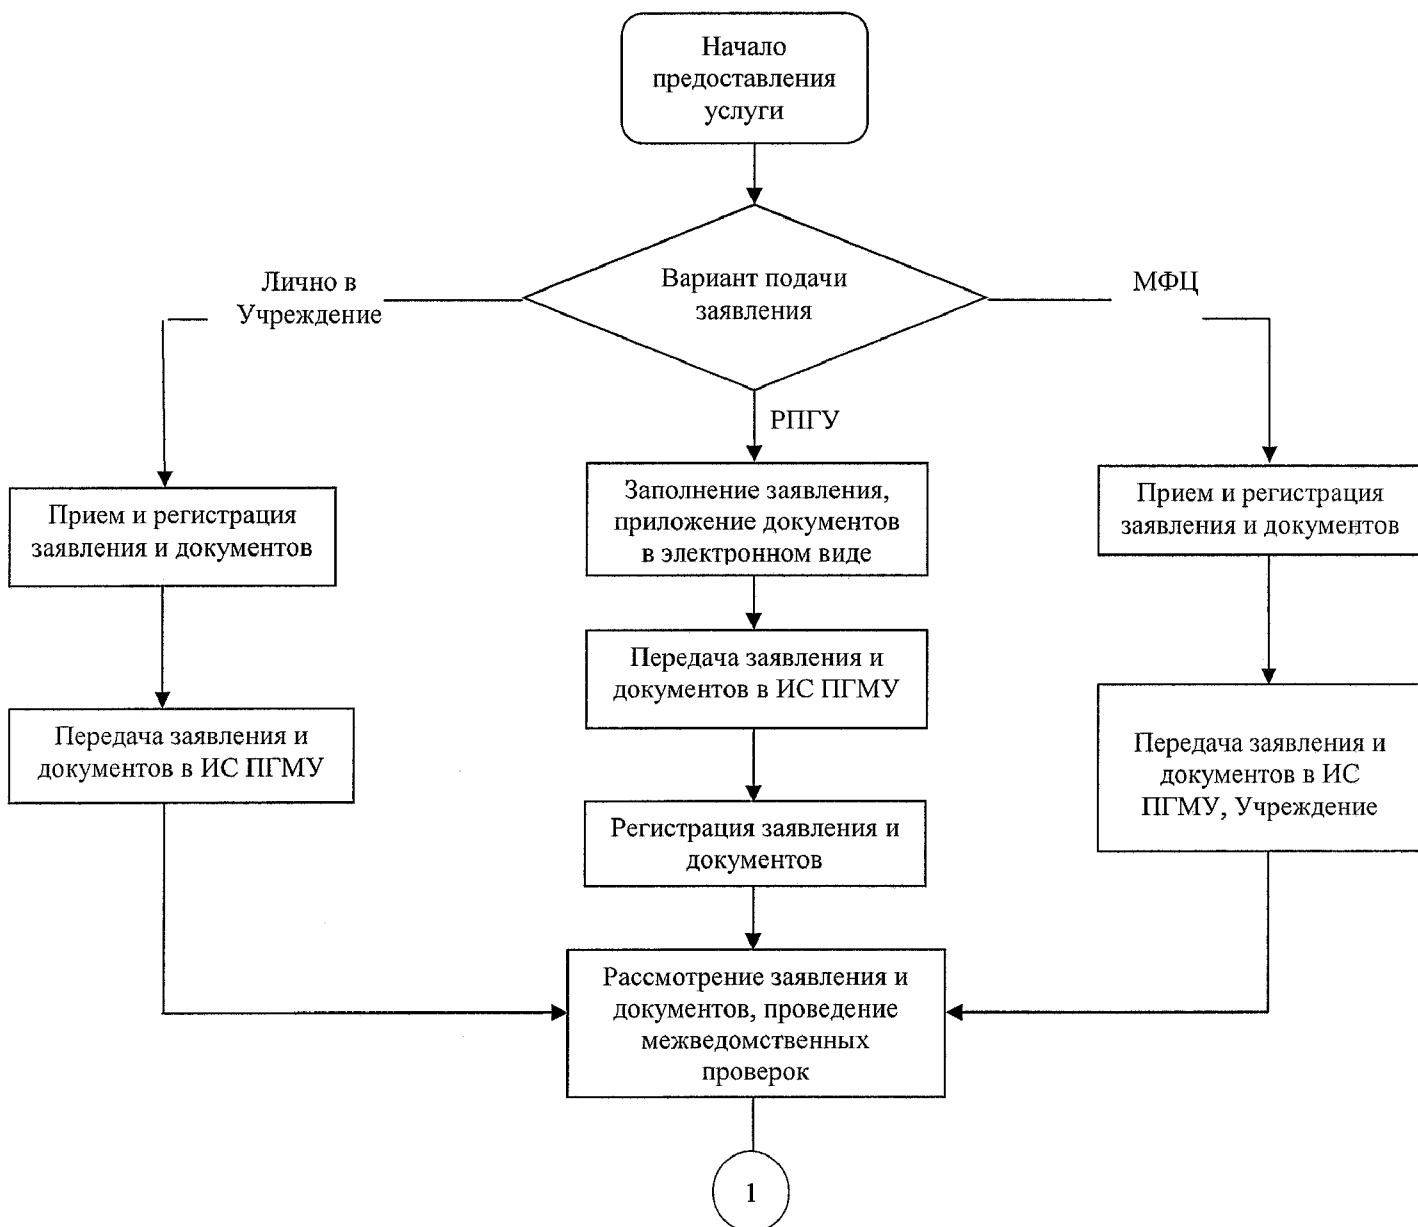 Начало
предоставления
услуги
Вариант подачи
заявления
Лично в
Учреждение
МФЦ
РПГУ
Прием и регистрация
заявления и документов
Заполнение заявления,
приложение документов
в электронном виде
Прием и регистрация
заявления и документов
Передача заявления и
документов в ИС ПГМУ
Передача заявления и
документов в ИС ПГМУ
Передача заявления и
документов в ИС
ПГМУ, Учреждение
Регистрация заявления и
документов
Рассмотрение заявления и
документов, проведение
межведомственных
проверок
1